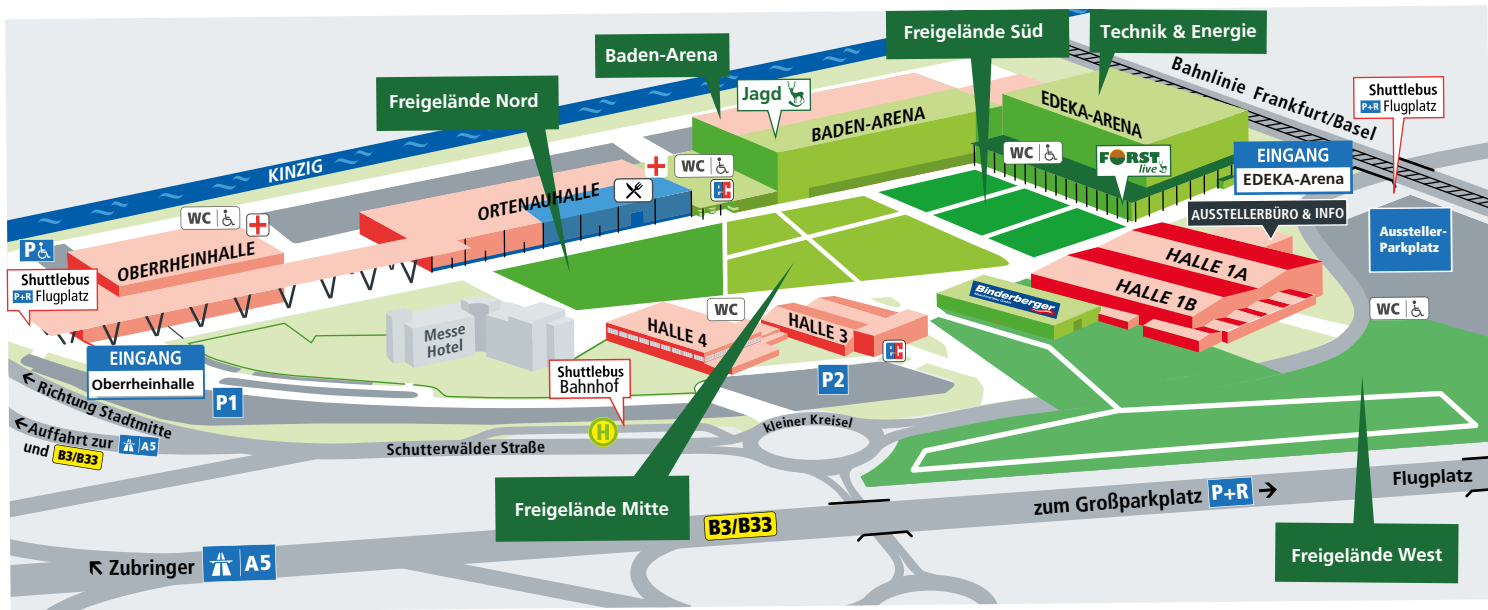 Freigelände Süd
Technik & Energie
Baden-Arena
Freigelände Nord
Jagd
Bahnlinie Frankfurt/Basel
Shuttlebus
P+R Flugplatz
EDEKA-ARENA
BADEN-ARENA
KINZIG
WC
FORST
live
EINGANG
EDEKA-Arena
WC
EC
ORTENAUHALLE
WC
AUSSTELLERBÜRO & INFO
Aussteller-
Parkplatz
P
OBERRHEINHALLE
HALLE 1A
HALLE 1B
Shuttlebus
P+R Flugplatz
Binderberger
WC
WC
Messe
Hotel
HALLE 4
HALLE 3
EC
EINGANG
Oberrheinhalle
Shuttlebus
Bahnhof
P2
P1
Richtung Stadtmitte
Auffahrt zur A5
und B3/B33
H
kleiner Kreisel
Schutterwälder Straße
Freigelände Mitte
B3/B33
zum Großparkplatz P+R
Flugplatz
Freigelände West
Zubringer A5